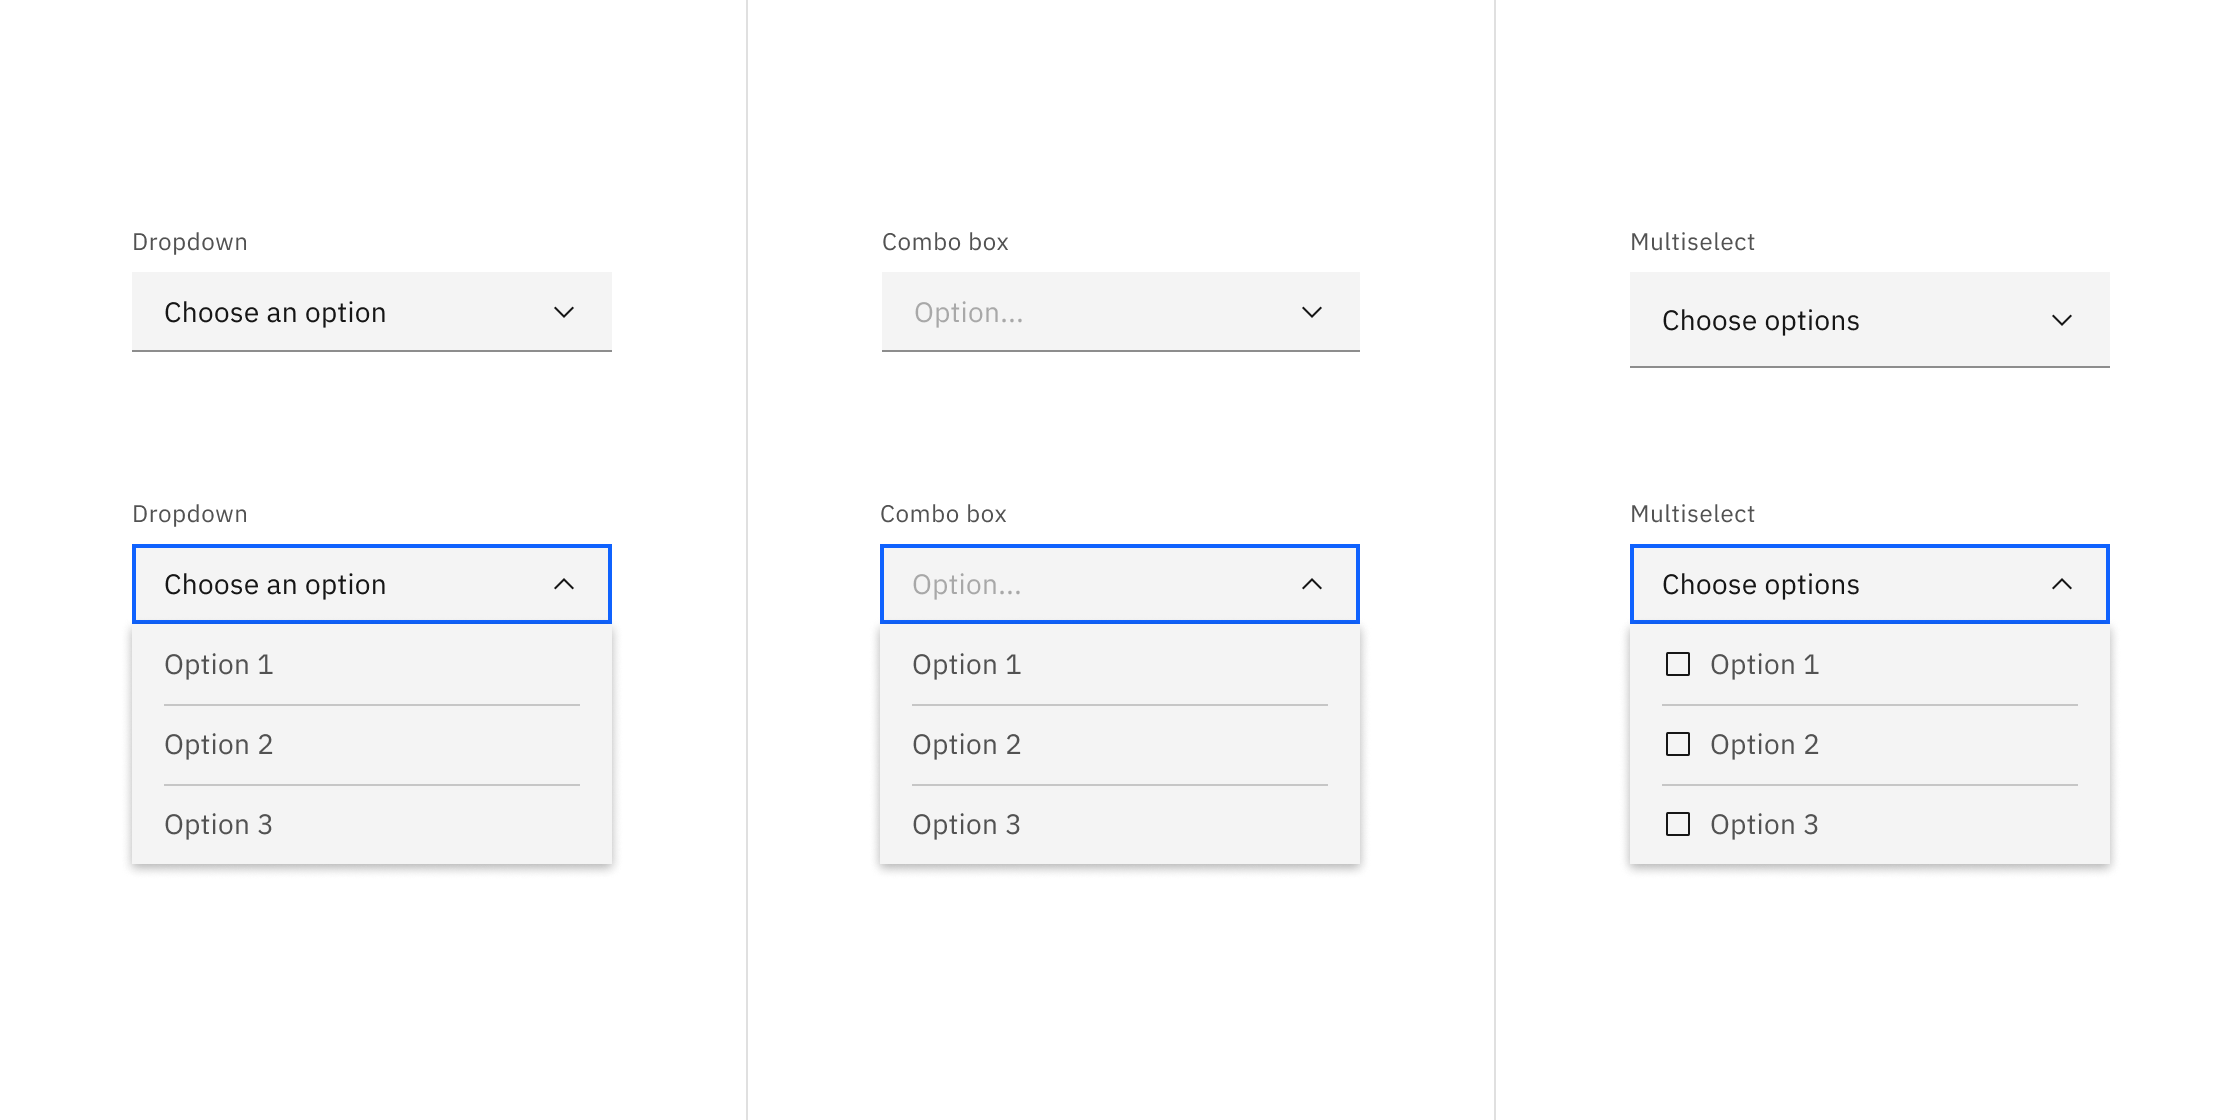 Dropdown
Choose an option
Dropdown
Choose an option
Option 1
Option 2
Option 3
Combo box
Option...
Combo box
Option...
Option 1
Option 2
Option 3
Multiselect
Choose options
Multiselect
Choose options
Option 1
Option 2
Option 3